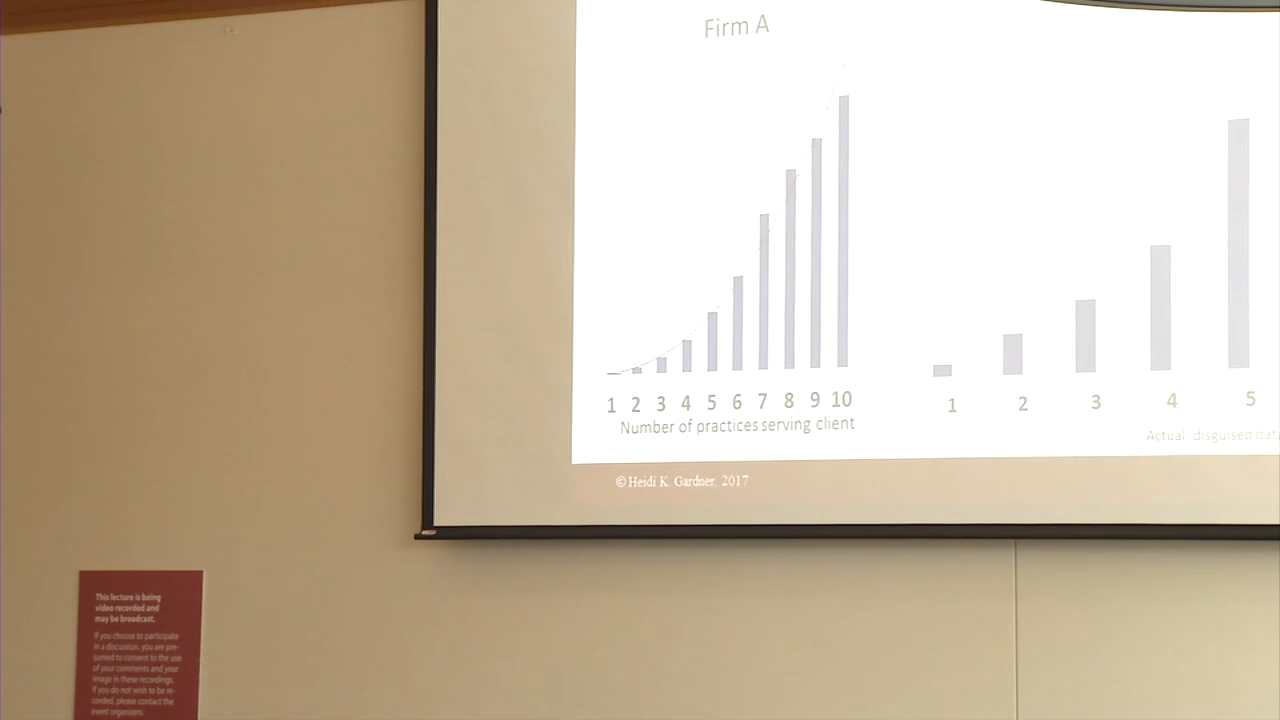 Firm A
1 2 3 4 5 6 7 8 9 10
Number of practices serving client
1 2 3 4 5
Actual, disguised dat
© Heidi K. Gardner, 2017
This lecture is being
video recorded and
may be broadcast.
If you choose to participate
in a discussion, you are pre-
sumed to consent to the use
of your comments and your
image in these recordings.
If you do not wish to be re-
corded, please contact the
event organizers.